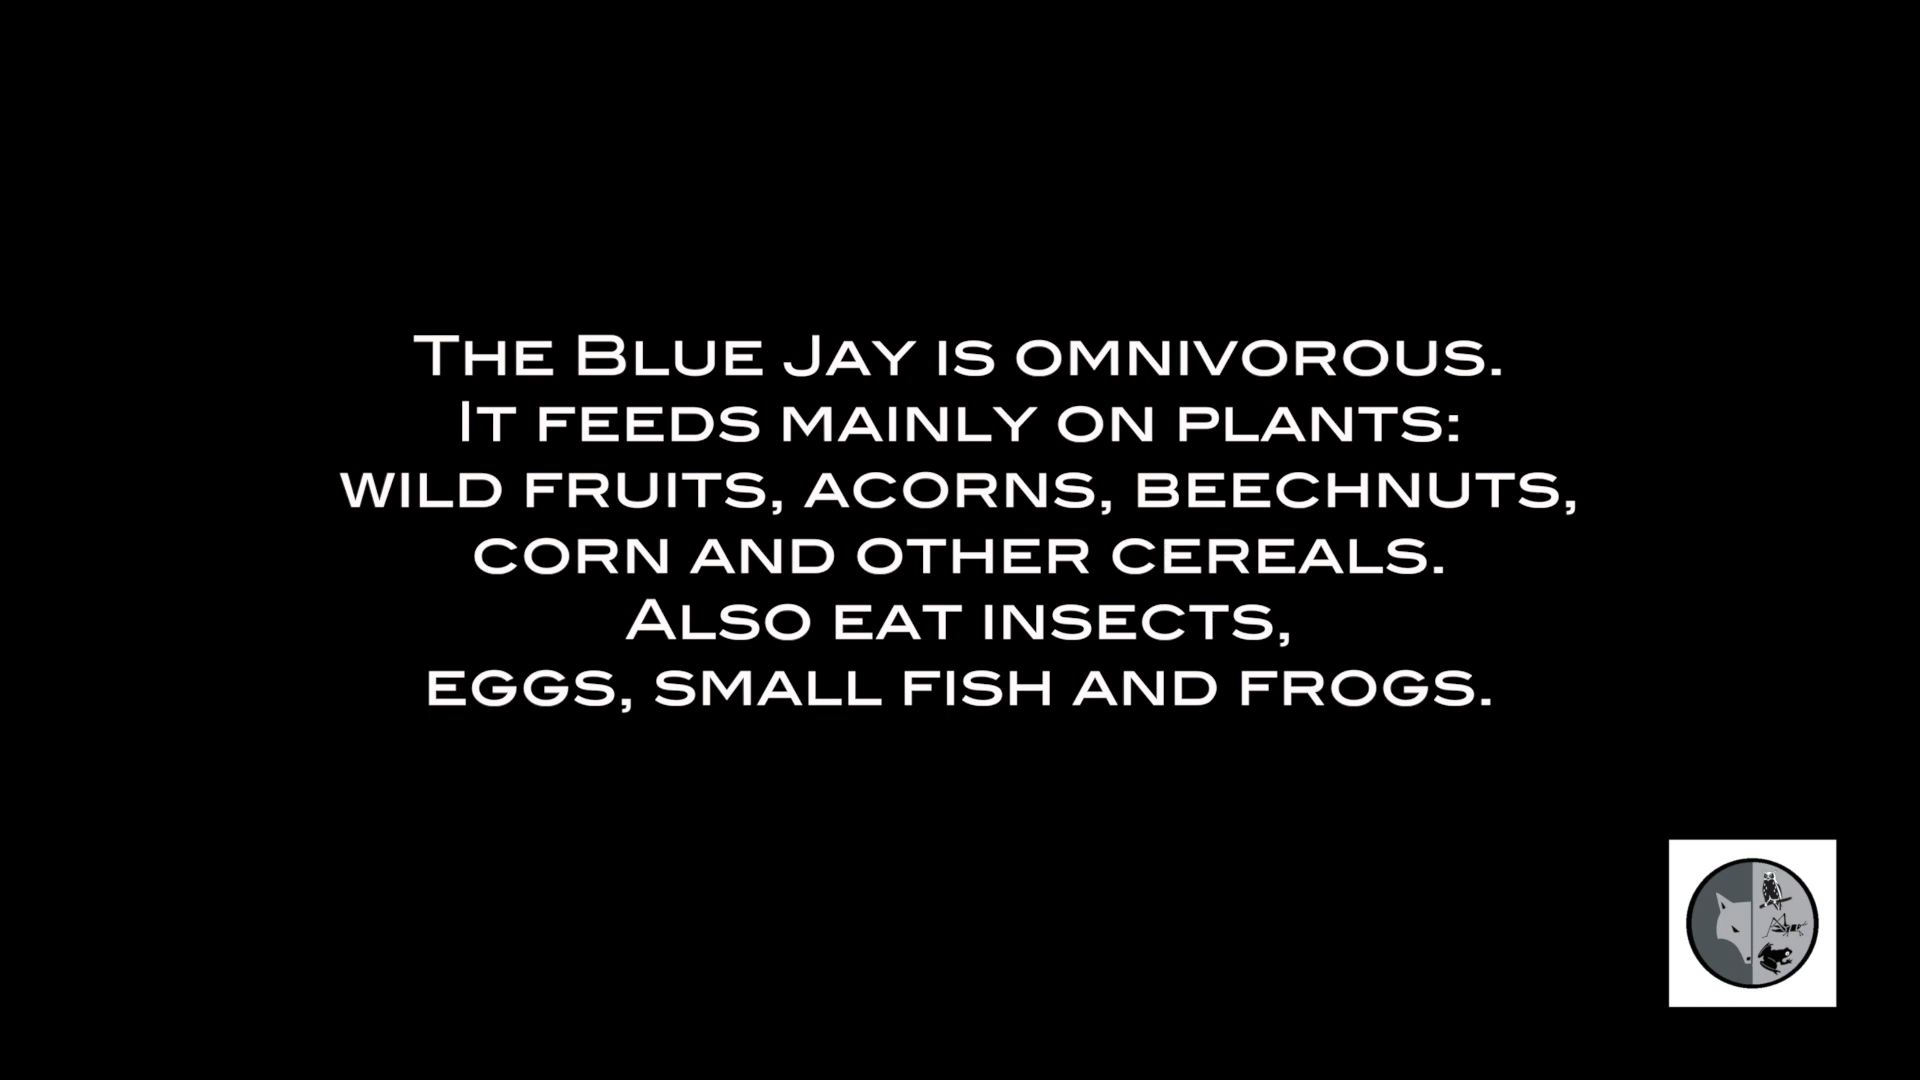 The Blue Jay is omnivorous.
It feeds mainly on plants:
wild fruits, acorns, beechnuts,
corn and other cereals.
Also eat insects,
eggs, small fish and frogs.